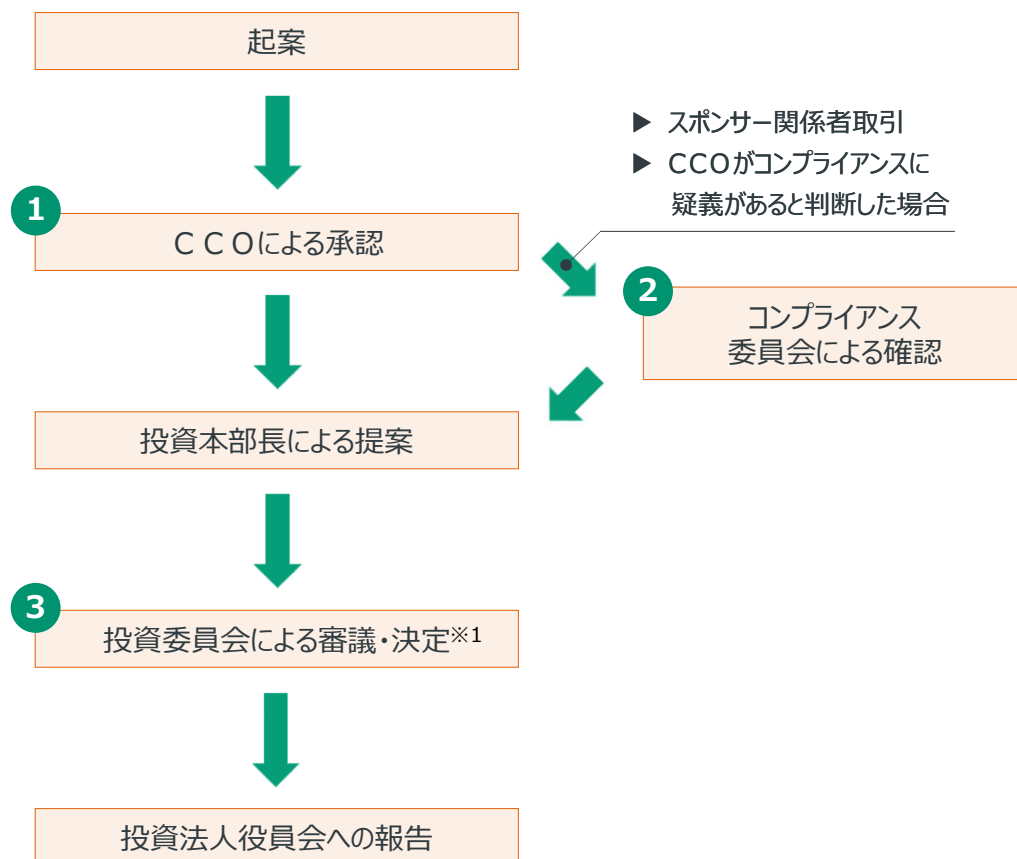 起案
▶ スポンサー関係者取引
▶ CCOがコンプライアンスに
疑義があると判断した場合
1
CCOによる承認
2
コンプライアンス
委員会による確認
投資本部長による提案
3
投資委員会による審議・決定※1
投資法人役員会への報告